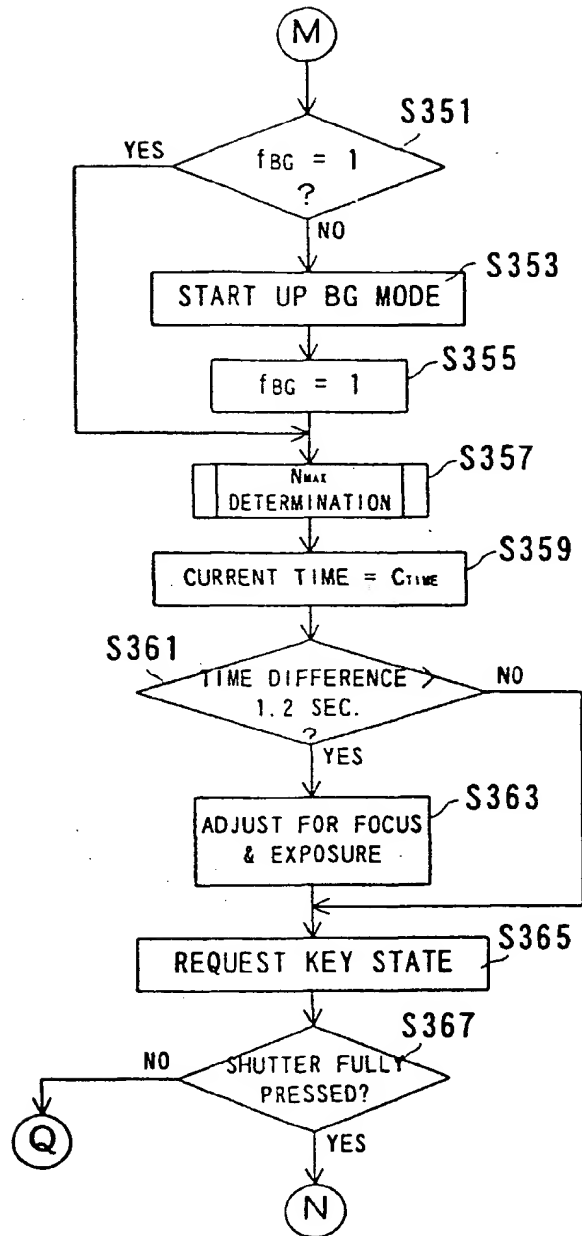 M
S351
YES
fBG = 1
?
NO
S353
START UP BG MODE
S355
fBG = 1
S357
NMAX
DETERMINATION
S359
CURRENT TIME = CTIME
S361
TIME DIFFERENCE >
NO
1.2 SEC.
?
YES
S363
ADJUST FOR FOCUS
& EXPOSURE
S365
REQUEST KEY STATE
S367
NO
SHUTTER FULLY
PRESSED?
Q
YES
N